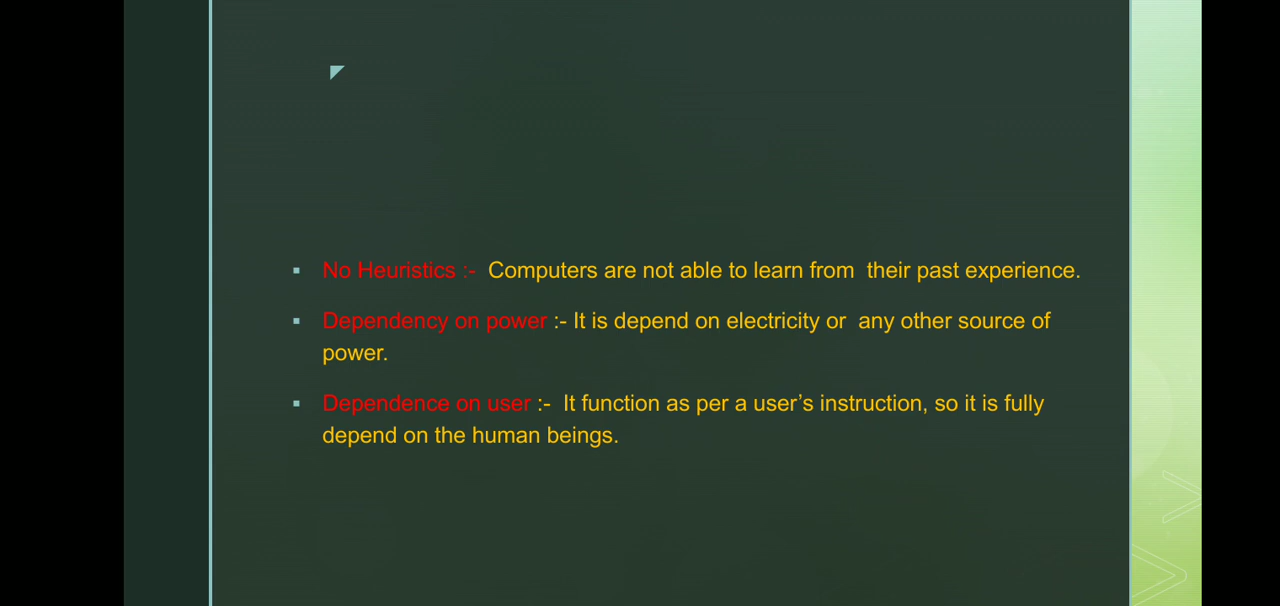 ▪ No Heuristics :- Computers are not able to learn from their past experience.
▪ Dependency on power :- It is depend on electricity or any other source of
power.
▪ Dependence on user :- It function as per a user’s instruction, so it is fully
depend on the human beings.